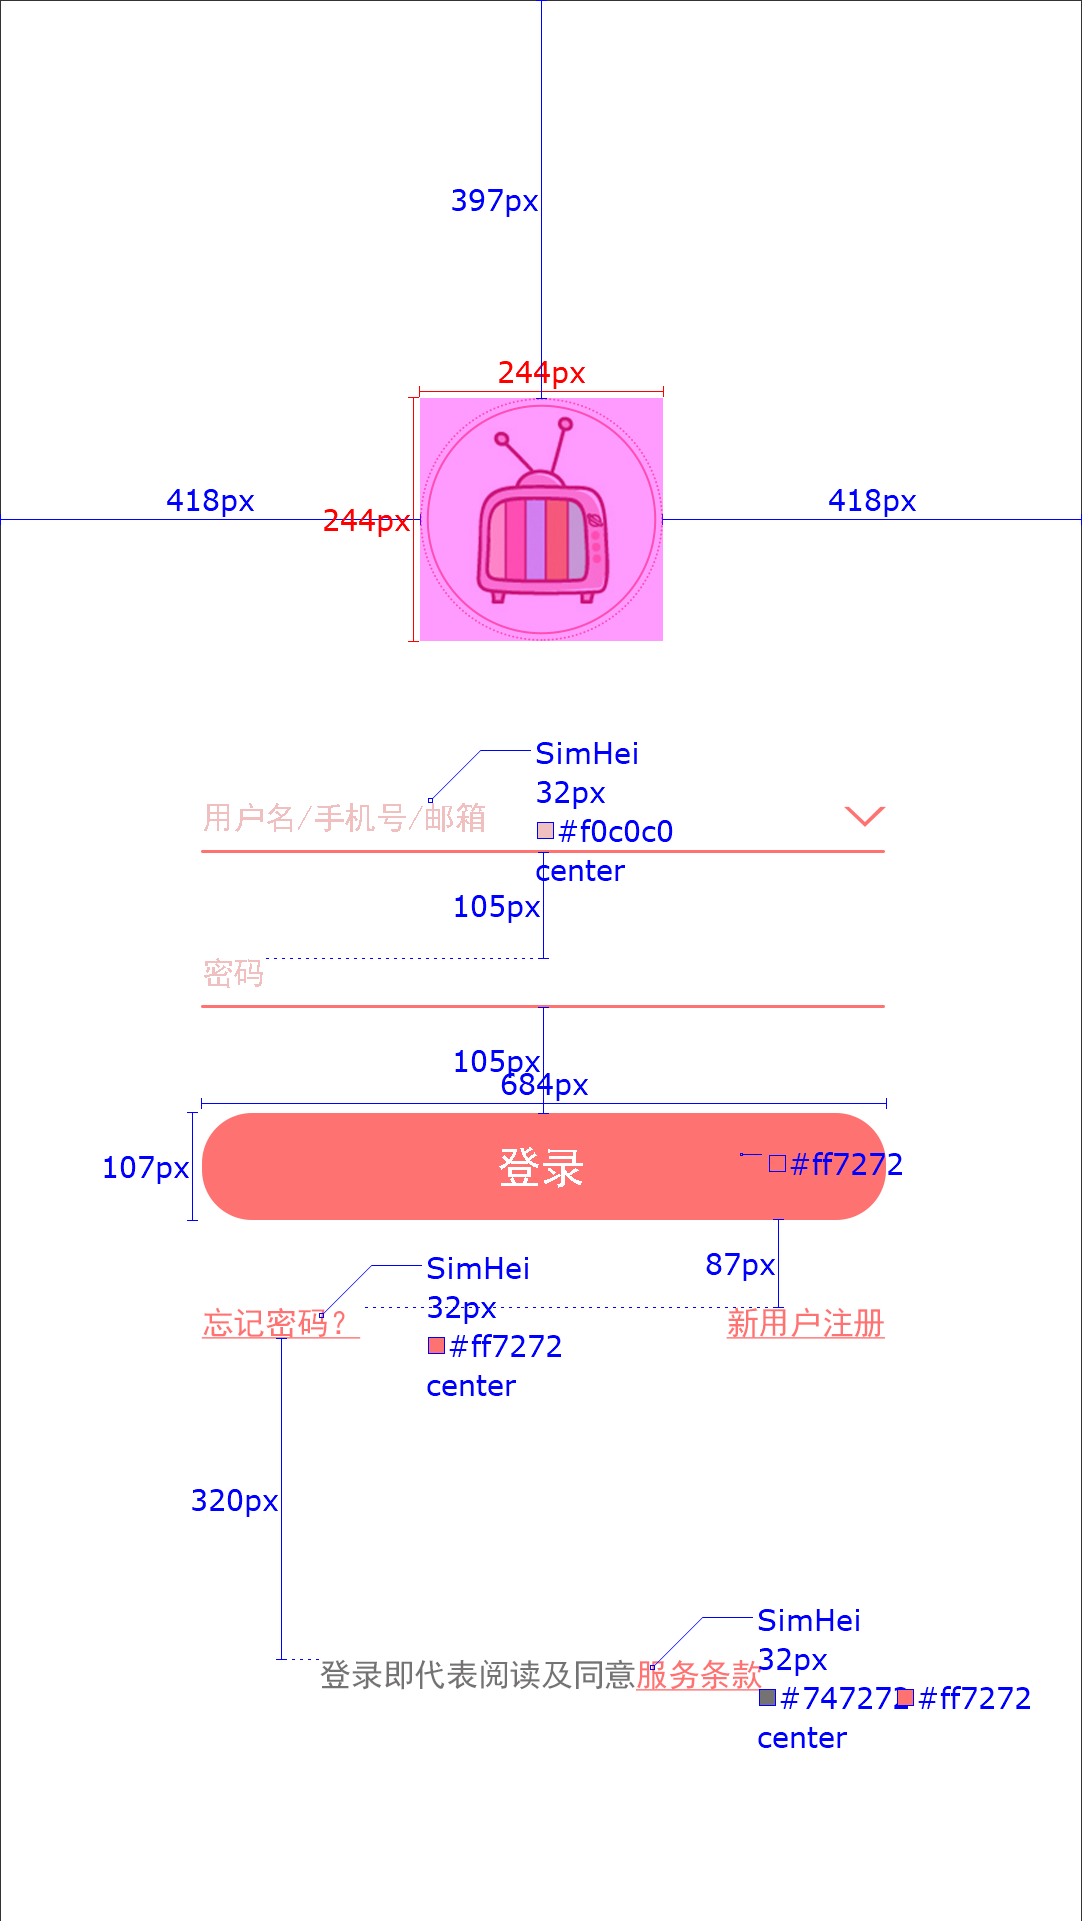 397px
244px
418px
244px
418px
SimHei
32px
用户名/手机号/邮箱
#f0c0c0
center
105px
密码
105px
684px
107px
登录
#ff7272
87px
SimHei
32px
忘记密码?
新用户注册
#ff7272
center
320px
SimHei
32px
登录即代表阅读及同意服务条款
#747272
#ff7272
center